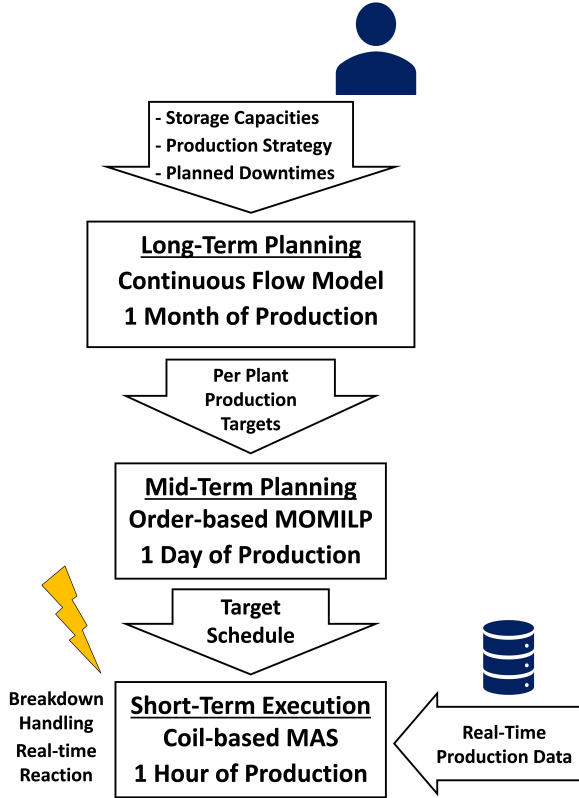 - Storage Capacities
- Production Strategy
- Planned Downtimes
Long-Term Planning
Continuous Flow Model
1 Month of Production
Per Plant
Production
Targets
Mid-Term Planning
Order-based MOMILP
1 Day of Production
Target
Schedule
Breakdown
Handling
Real-time
Reaction
Short-Term Execution
Coil-based MAS
1 Hour of Production
Real-Time
Production Data